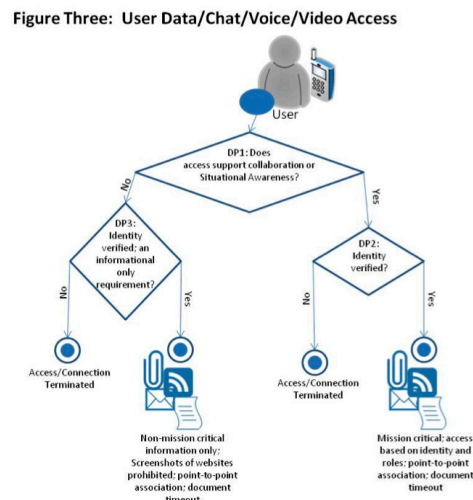 Figure Three: User Data/Chat/Voice/Video Access
User
DP1: Does
access support collaboration or
Situational Awareness?
No
Yes
DP3:
Identity
verified; an
informational
only
requirement?
DP2:
Identity
verified?
No
Yes
No
Yes
Access/Connection
Terminated
Non-mission critical
information only;
Screenshots of websites
prohibited; point-to-point
association; document
timeout
Access/Connection
Terminated
Mission critical; access
based on identity and
roles; point-to-point
association; document
timeout